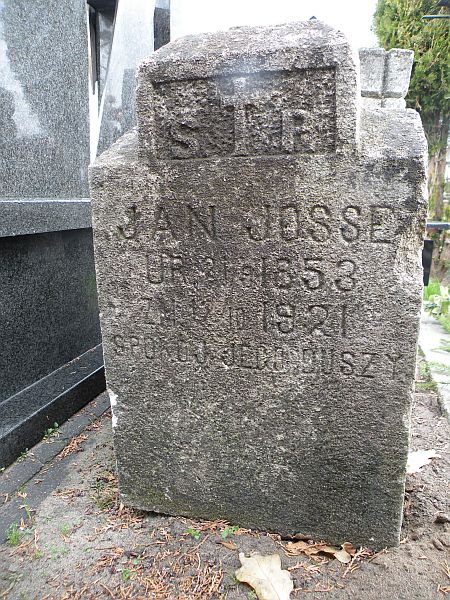 S T P
JAN JOSSE
UR 1853
ZM 1921
SPOKÓJ JEGO DUSZY